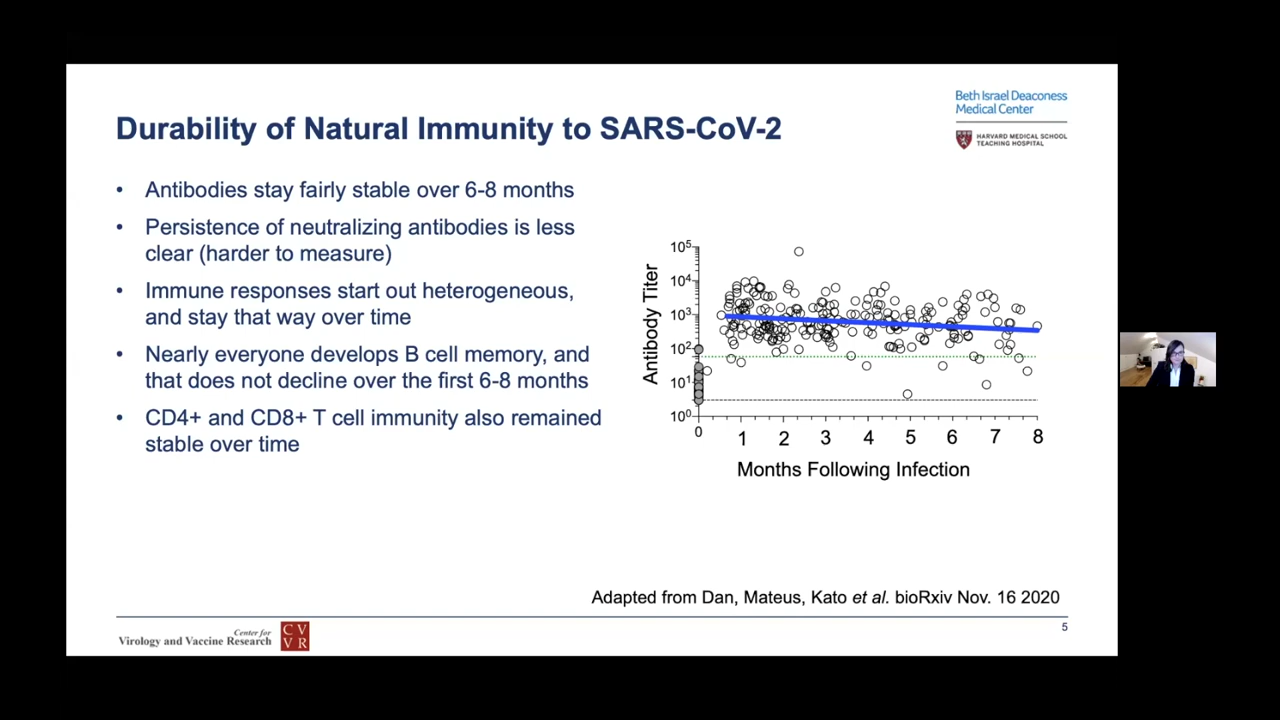 Beth Israel Deaconess
Medical Center
HARVARD MEDICAL SCHOOL
TEACHING HOSPITAL
Durability of Natural Immunity to SARS-CoV-2
• Antibodies stay fairly stable over 6-8 months
• Persistence of neutralizing antibodies is less
clear (harder to measure)
• Immune responses start out heterogeneous,
and stay that way over time
• Nearly everyone develops B cell memory, and
that does not decline over the first 6-8 months
• CD4+ and CD8+ T cell immunity also remained
stable over time
Antibody Titer
10⁵
10⁴
10³
10²
10¹
10⁰
0 1 2 3 4 5 6 7 8
Months Following Infection
Adapted from Dan, Mateus, Kato et al. bioRxiv Nov. 16 2020
Center for
Virology and Vaccine Research
C V
V R
5